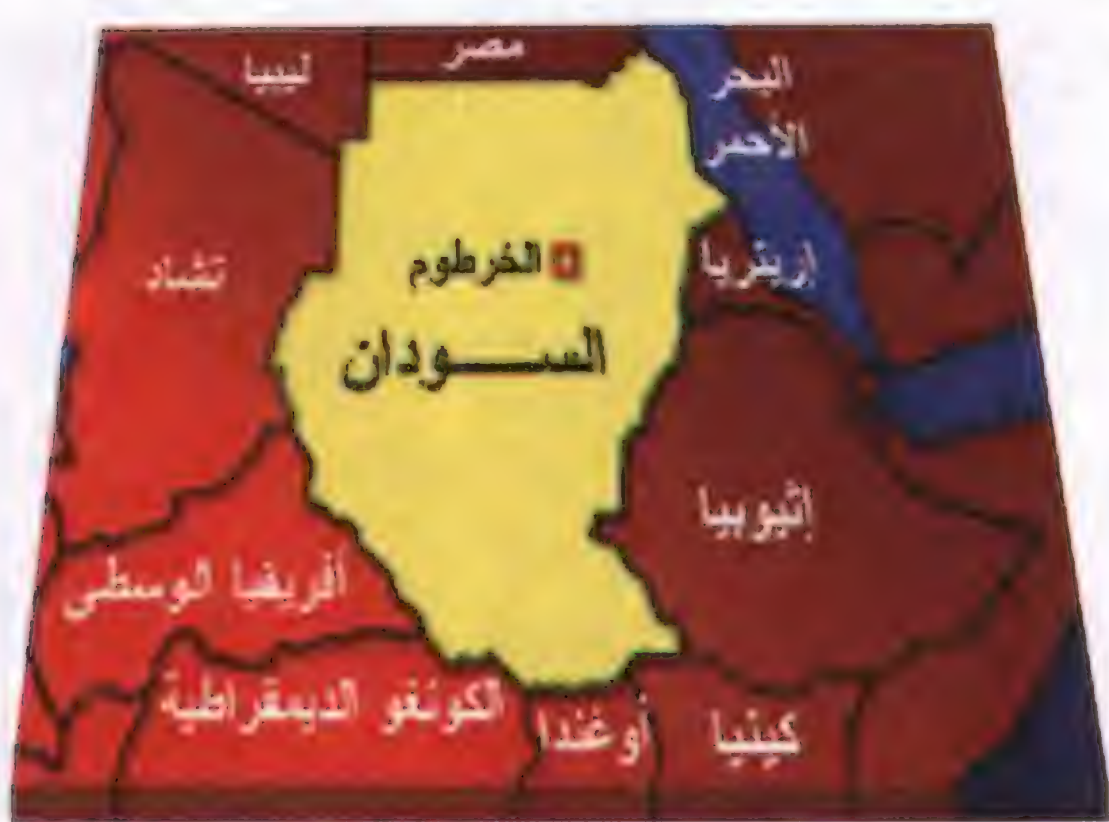 مصر
ليبيا
البحر
الأحمر
إريتريا
الخرطوم
تشاد
السـودان
إثيوبيا
أفريقيا الوسطى
الكونغو الديمقراطية
أوغندا
كينيا